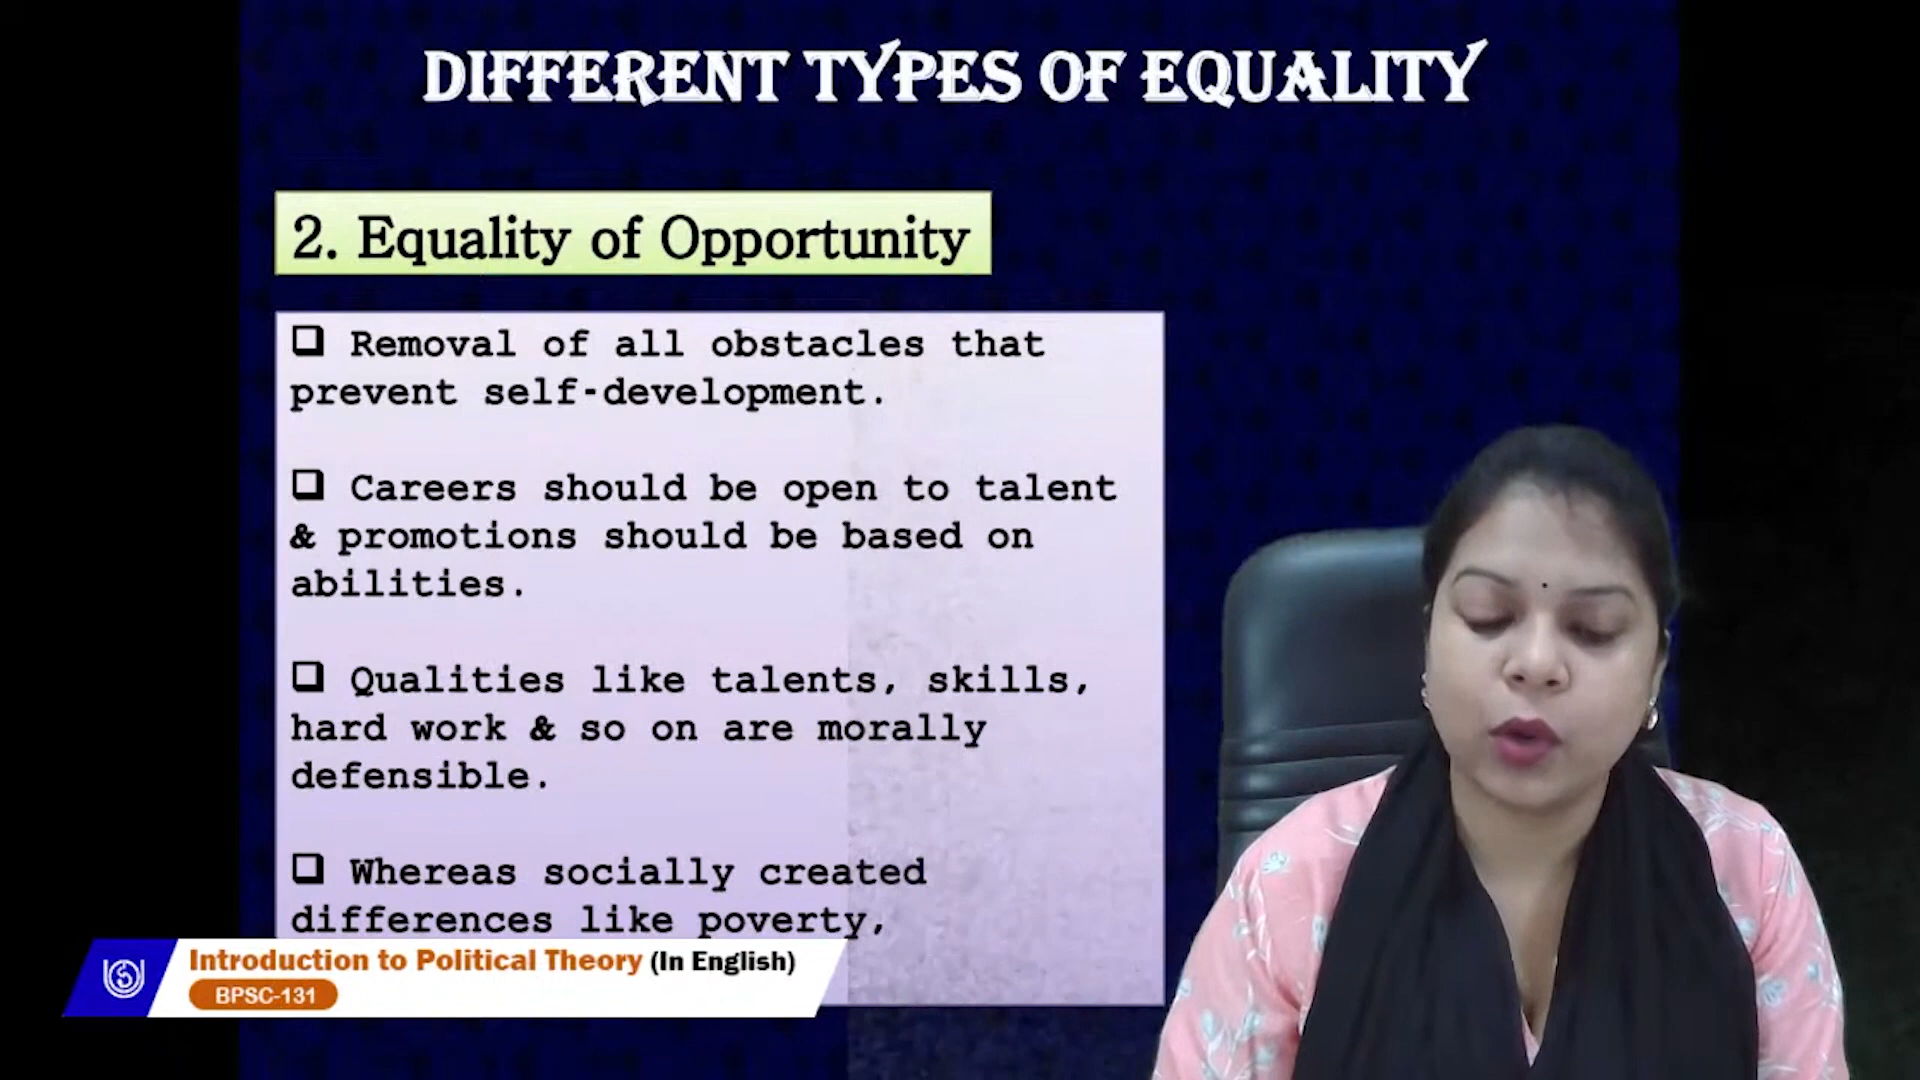 DIFFERENT TYPES OF EQUALITY
2. Equality of Opportunity
❑ Removal of all obstacles that
prevent self-development.
❑ Careers should be open to talent
& promotions should be based on
abilities.
❑ Qualities like talents, skills,
hard work & so on are morally
defensible.
❑ Whereas socially created
differences like poverty,
Introduction to Political Theory (In English)
BPSC-131